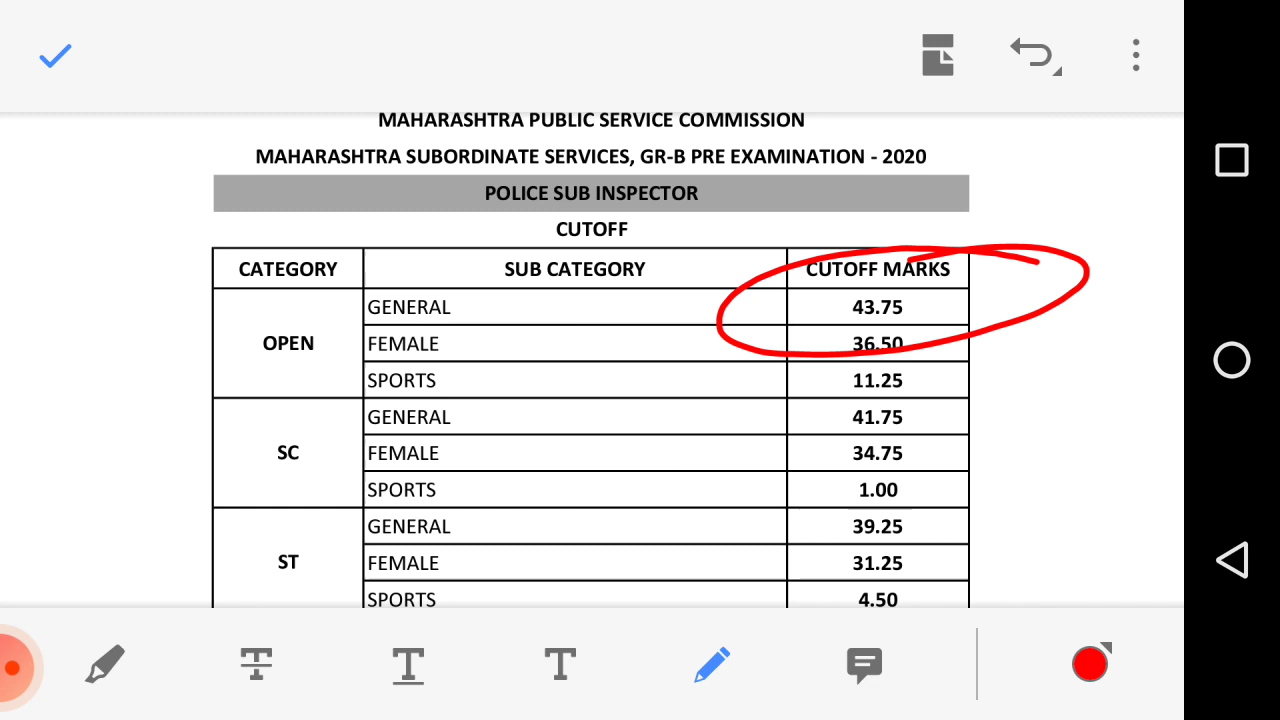 MAHARASHTRA PUBLIC SERVICE COMMISSION
MAHARASHTRA SUBORDINATE SERVICES, GR-B PRE EXAMINATION - 2020
POLICE SUB INSPECTOR
CUTOFF
CATEGORY SUB CATEGORY CUTOFF MARKS
OPEN GENERAL 43.75
FEMALE 36.50
SPORTS 11.25
SC GENERAL 41.75
FEMALE 34.75
SPORTS 1.00
ST GENERAL 39.25
FEMALE 31.25
SPORTS 4.50
T T T